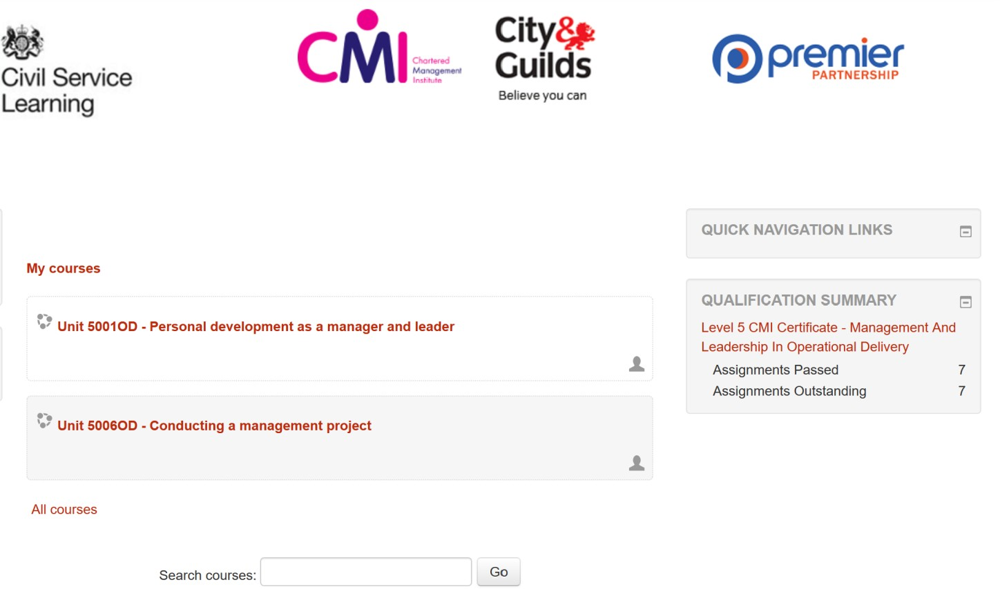 Civil Service
Learning
CMI Chartered
Management
Institute
City&
Guilds
Believe you can
premier
PARTNERSHIP
My courses
Unit 5001OD - Personal development as a manager and leader
Unit 5006OD - Conducting a management project
All courses
Search courses: Go
QUICK NAVIGATION LINKS
QUALIFICATION SUMMARY
Level 5 CMI Certificate - Management And
Leadership In Operational Delivery
Assignments Passed 7
Assignments Outstanding 7